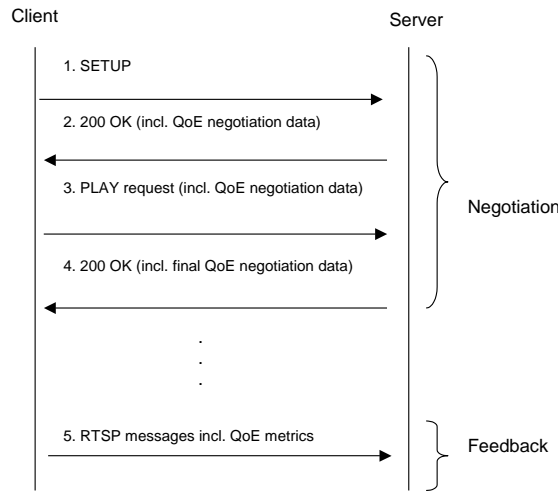 Client
Server
1. SETUP
2. 200 OK (incl. QoE negotiation data)
3. PLAY request (incl. QoE negotiation data)
Negotiation
4. 200 OK (incl. final QoE negotiation data)
.
.
.
5. RTSP messages incl. QoE metrics
Feedback